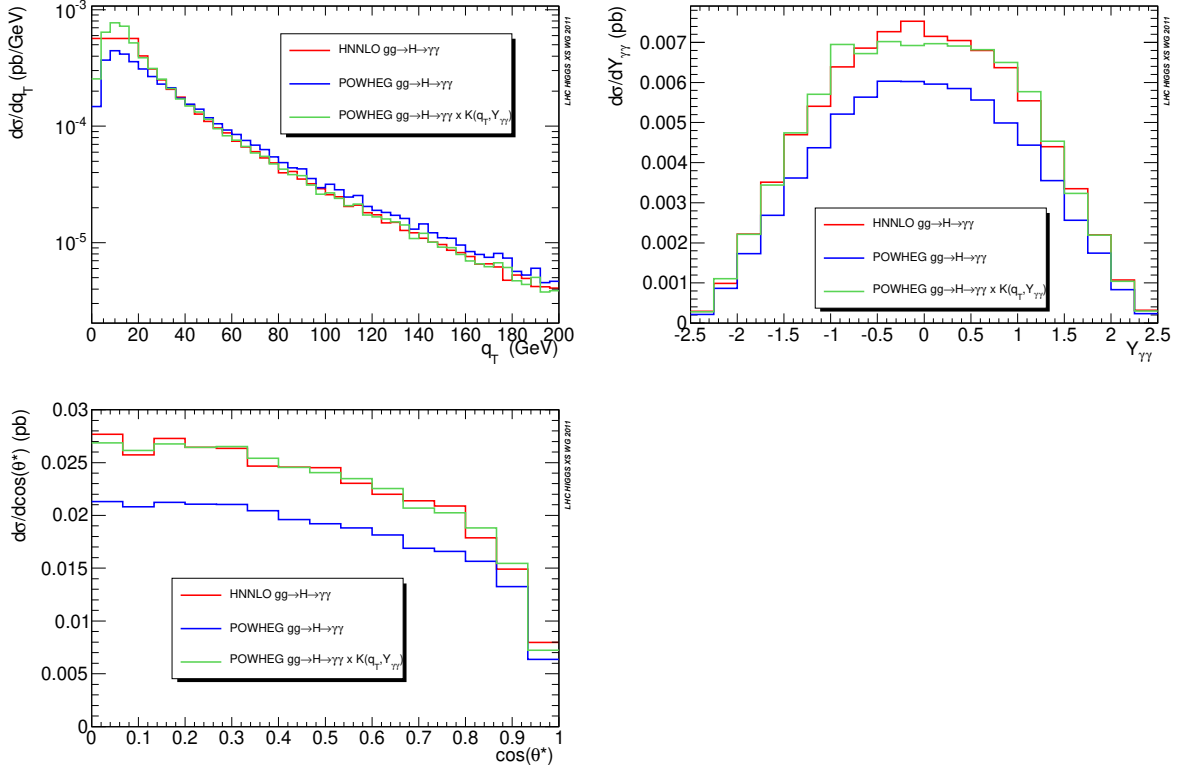 dσ/dq_T (pb/GeV)
10⁻³
10⁻⁴
10⁻⁵
HNNLO gg→H→γγ
POWHEG gg→H→γγ
POWHEG gg→H→γγ x K(q_T,Y_γγ)
0 20 40 60 80 100 120 140 160 180 200
q_T (GeV)
LHC HIGGS XS WG 2011
dσ/dY_γγ (pb)
0.007
0.006
0.005
0.004
0.003
0.002
0.001
0
HNNLO gg→H→γγ
POWHEG gg→H→γγ
POWHEG gg→H→γγ x K(q_T,Y_γγ)
-2.5 -2 -1.5 -1 -0.5 0 0.5 1 1.5 2 2.5
Y_γγ
LHC HIGGS XS WG 2011
dσ/dcos(θ*) (pb)
0.03
0.025
0.02
0.015
0.01
0.005
0
HNNLO gg→H→γγ
POWHEG gg→H→γγ
POWHEG gg→H→γγ x K(q_T,Y_γγ)
0 0.1 0.2 0.3 0.4 0.5 0.6 0.7 0.8 0.9 1
cos(θ*)
LHC HIGGS XS WG 2011